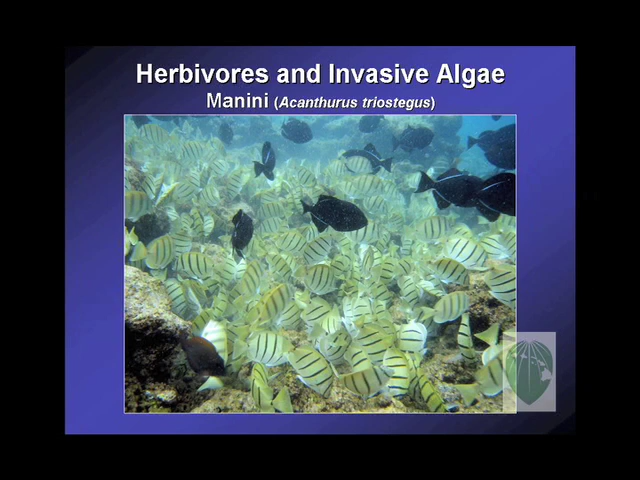 Herbivores and Invasive Algae
Manini (Acanthurus triostegus)